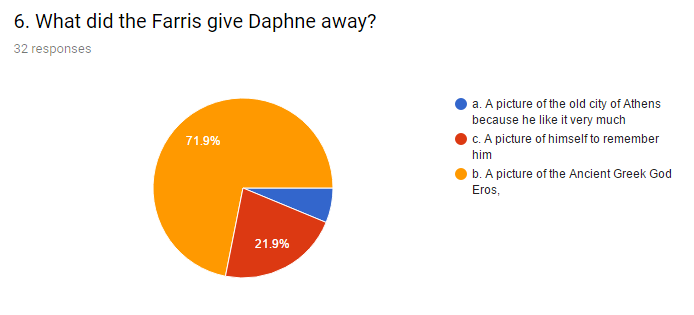 6. What did the Farris give Daphne away?
32 responses
71.9%
21.9%
a. A picture of the old city of Athens
because he like it very much
c. A picture of himself to remember
him
b. A picture of the Ancient Greek God
Eros,